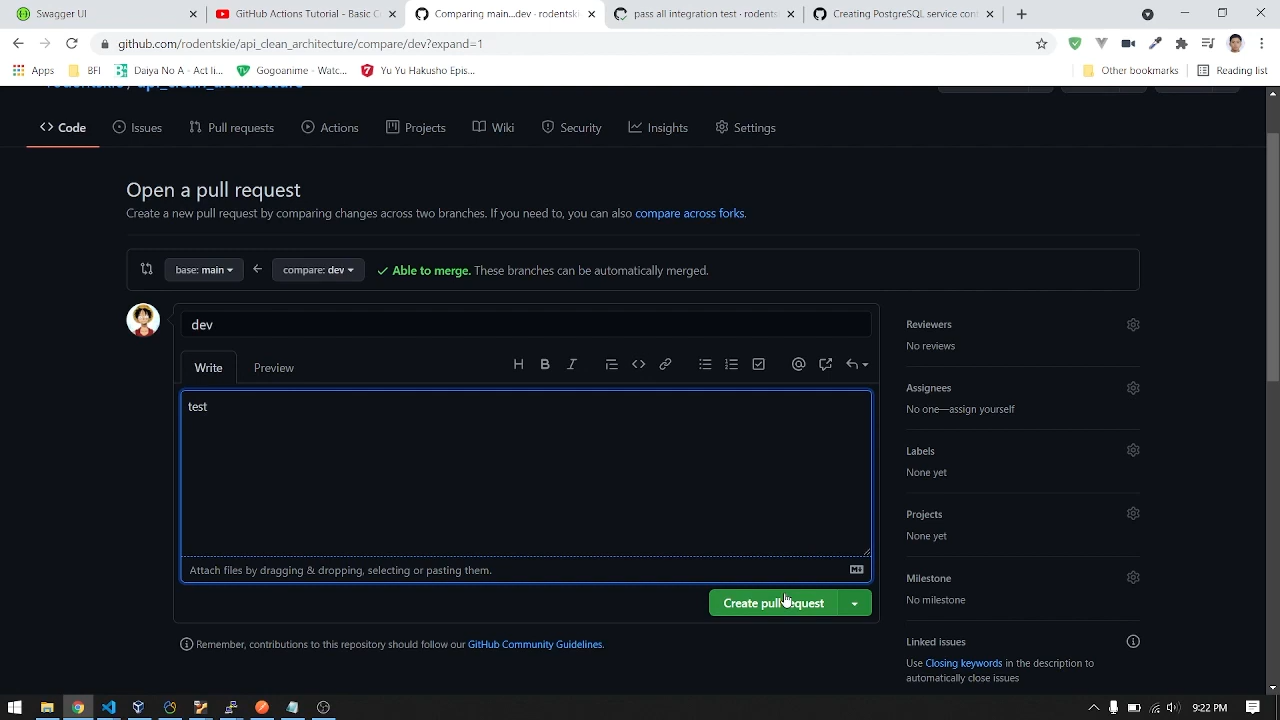 Swagger UI
GitHub Actions Tutorial - Basic C
Comparing main...dev · rodentski
pass all integration test · rodents
Creating PostgreSQL service cont
github.com/rodentskie/api_clean_architecture/compare/dev?expand=1
Apps
BFI
Daiya No A - Act li...
Gogoanime - Watc...
Yu Yu Hakusho Epis...
Other bookmarks
Reading list
rodentskie / api_clean_architecture
Code
Issues
Pull requests
Actions
Projects
Wiki
Security
Insights
Settings
Open a pull request
Create a new pull request by comparing changes across two branches. If you need to, you can also compare across forks.
base: main
compare: dev
Able to merge. These branches can be automatically merged.
dev
Write
Preview
test
Attach files by dragging & dropping, selecting or pasting them.
Create pull request
Remember, contributions to this repository should follow our GitHub Community Guidelines.
Reviewers
No reviews
Assignees
No one—assign yourself
Labels
None yet
Projects
None yet
Milestone
No milestone
Linked issues
Use Closing keywords in the description to
automatically close issues
9:22 PM